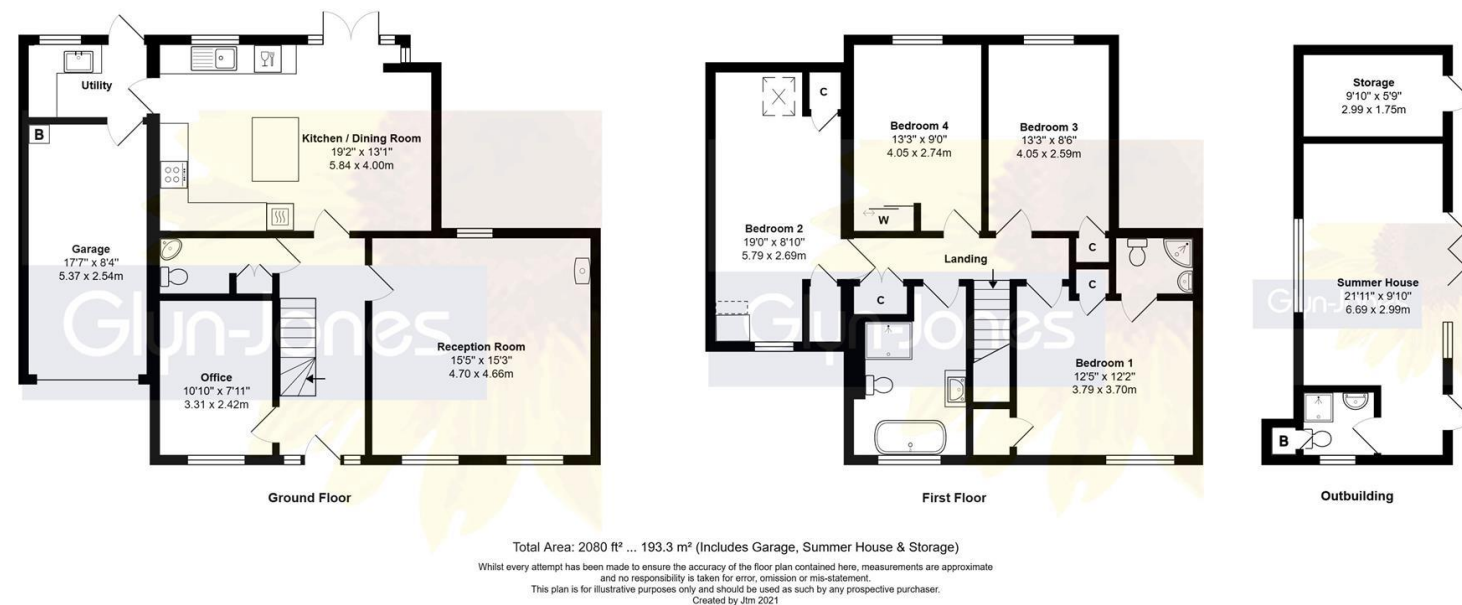 Utility
B
Kitchen / Dining Room
19'2" x 13'1"
5.84 x 4.00m
Garage
17'7" x 8'4"
5.37 x 2.54m
Reception Room
15'5" x 15'3"
4.70 x 4.66m
Office
10'10" x 7'11"
3.31 x 2.42m
Glyn-Jones
Ground Floor
C
Bedroom 4
13'3" x 9'0"
4.05 x 2.74m
Bedroom 3
13'3" x 8'6"
4.05 x 2.59m
W
Bedroom 2
19'0" x 8'10"
5.79 x 2.69m
Landing
C
C
C
Bedroom 1
12'5" x 12'2"
3.79 x 3.70m
Glyn-Jones
First Floor
Storage
9'10" x 5'9"
2.99 x 1.75m
Summer House
21'11" x 9'10"
6.69 x 2.99m
Glyn-Jones
B
Outbuilding
Total Area: 2080 ft² ... 193.3 m² (Includes Garage, Summer House & Storage)
Whilst every attempt has been made to ensure the accuracy of the floor plan contained here, measurements are approximate
and no responsibility is taken for error, omission or mis-statement.
This plan is for illustrative purposes only and should be used as such by any prospective purchaser.
Created by Jtm 2021